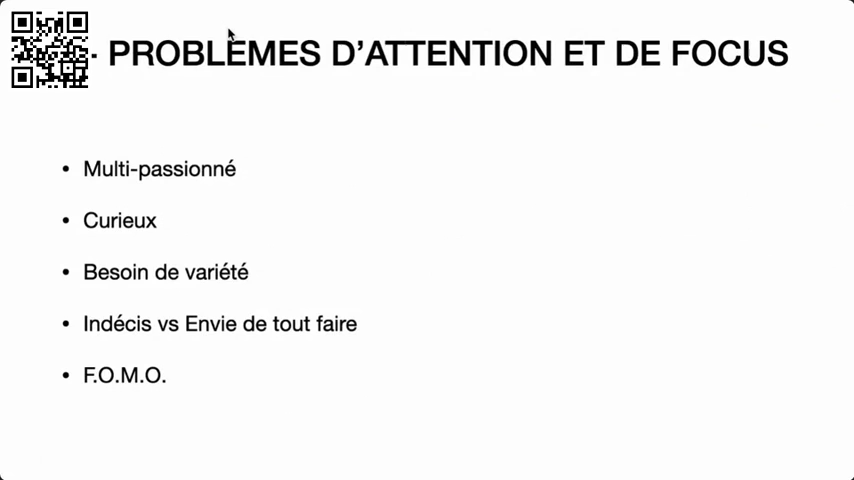 · PROBLÈMES D’ATTENTION ET DE FOCUS
• Multi-passionné
• Curieux
• Besoin de variété
• Indécis vs Envie de tout faire
• F.O.M.O.